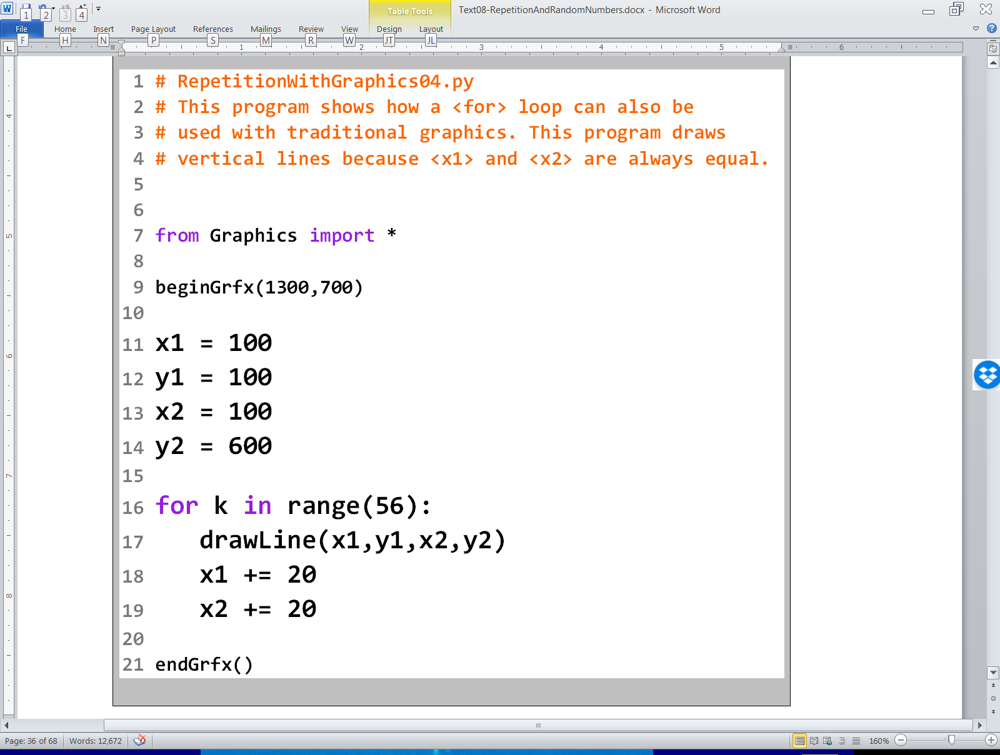 Table Tools
Text08-RepetitionAndRandomNumbers.docx - Microsoft Word
1 2 3 4
File Home Insert Page Layout References Mailings Review View Design Layout
F H N P S M R W JT JL
1 2 3 4 5 6
4
5
6
7
8
1 # RepetitionWithGraphics04.py
2 # This program shows how a <for> loop can also be
3 # used with traditional graphics. This program draws
4 # vertical lines because <x1> and <x2> are always equal.
5
6
7 from Graphics import *
8
9 beginGrfx(1300,700)
10
11 x1 = 100
12 y1 = 100
13 x2 = 100
14 y2 = 600
15
16 for k in range(56):
17    drawLine(x1,y1,x2,y2)
18    x1 += 20
19    x2 += 20
20
21 endGrfx()
Page: 36 of 68 Words: 12,672 160%